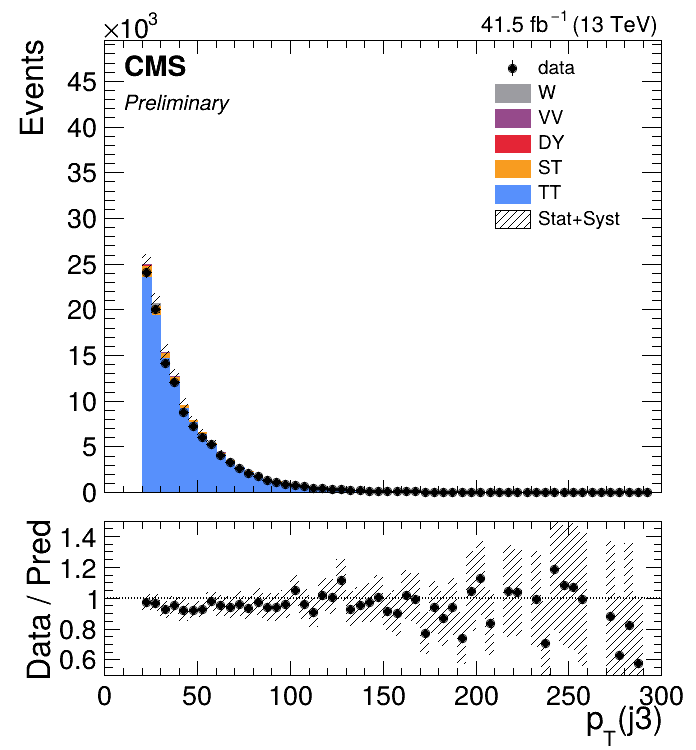 ×10³
41.5 fb⁻¹ (13 TeV)
CMS
Preliminary
Events
45
40
35
30
25
20
15
10
5
0
data
W
VV
DY
ST
TT
Stat+Syst
Data / Pred
1.4
1.2
1
0.8
0.6
0 50 100 150 200 250 300
p_T(j3)